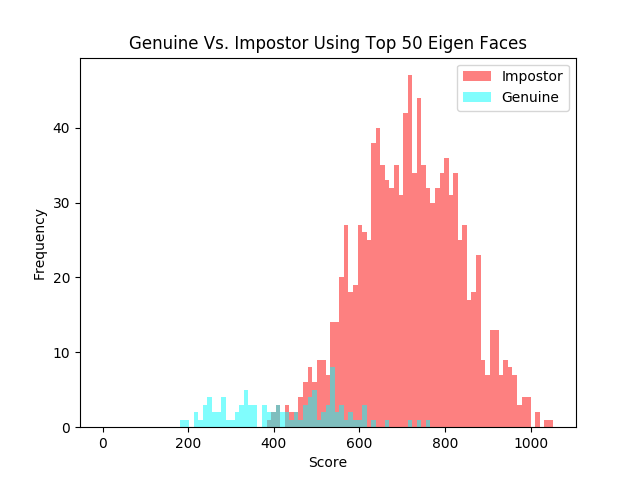 Genuine Vs. Impostor Using Top 50 Eigen Faces
Impostor
Genuine
Frequency
40
30
20
10
0
0 200 400 600 800 1000
Score